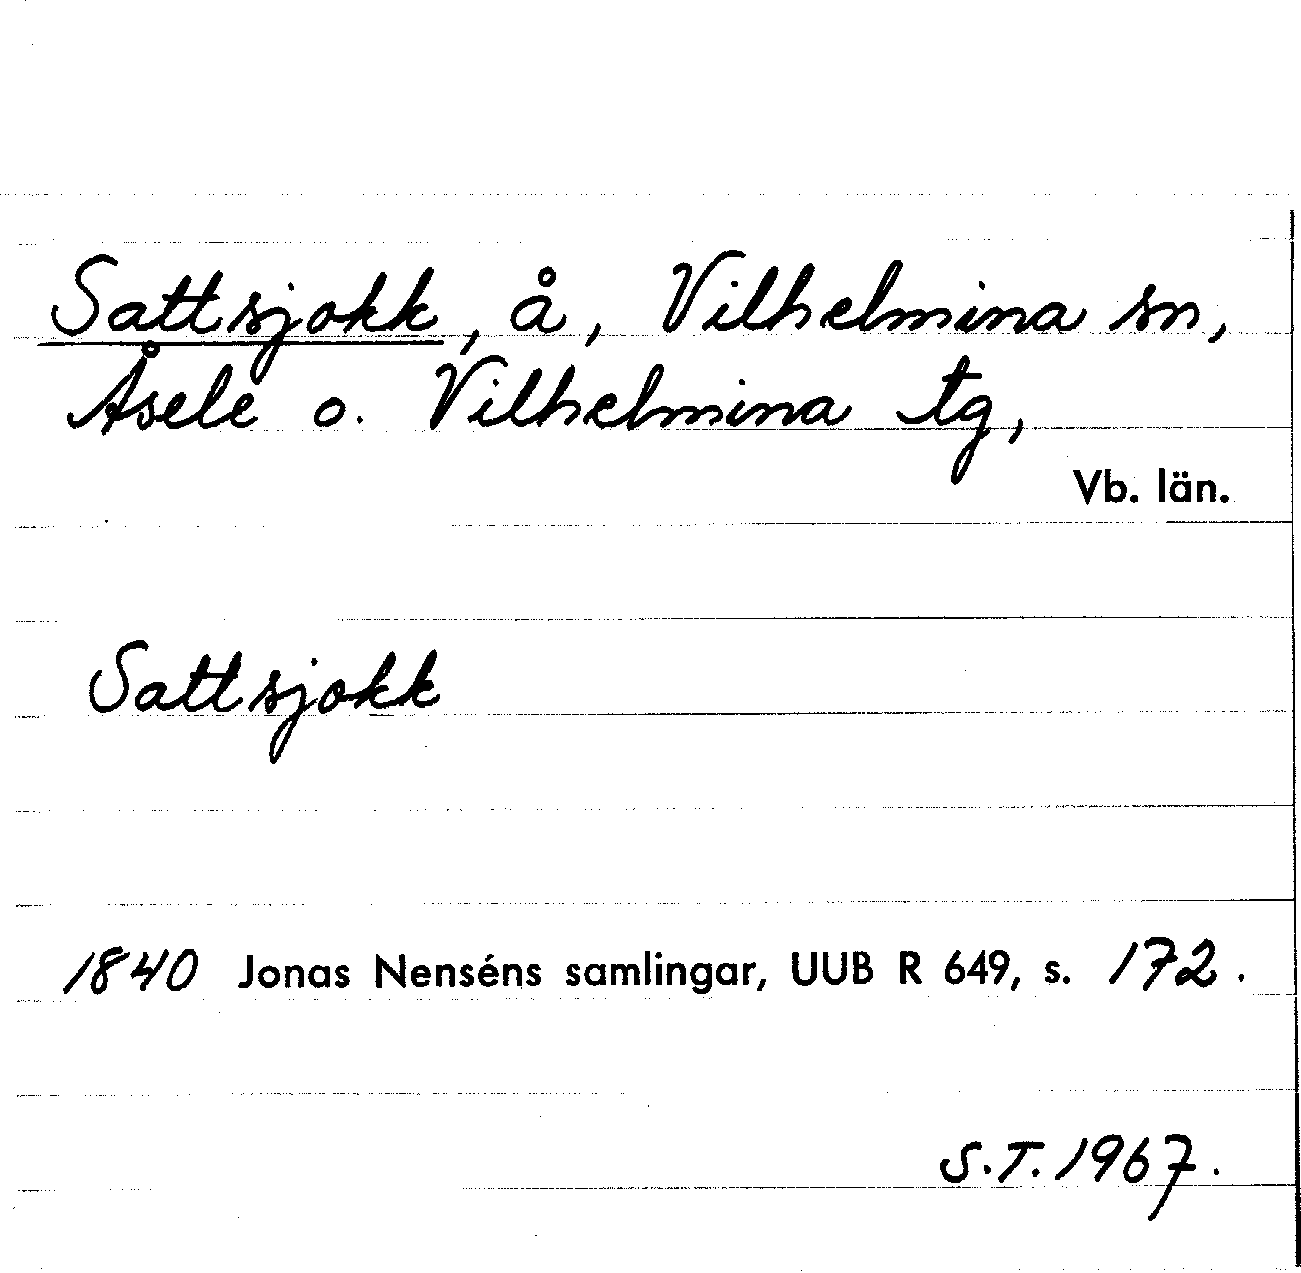 Sattsjokk, å, Vilhelmina sn,
Åsele o. Vilhelmina tg,
Vb. län.
Sattsjokk
1840 Jonas Nenséns samlingar, UUB R 649, s. 172.
S.T. 1967.